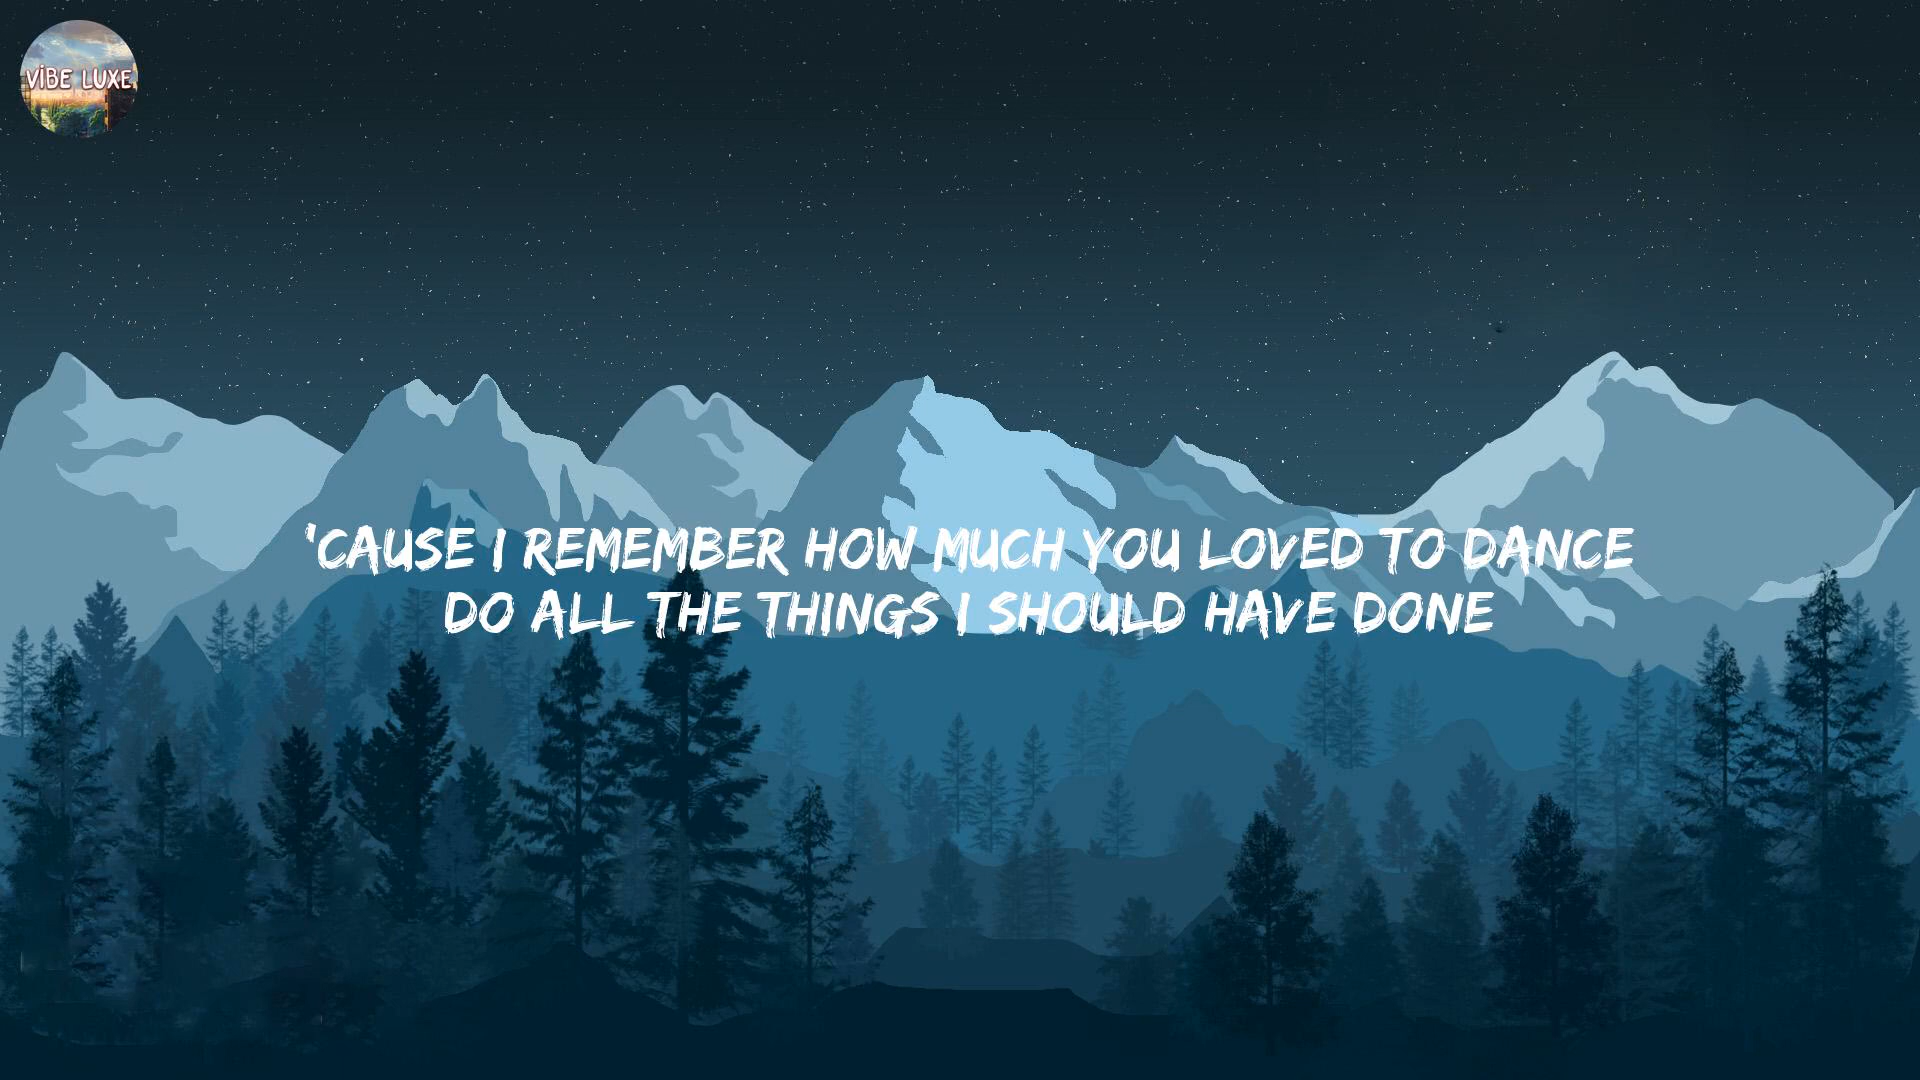 VIBE LUXE
'CAUSE I REMEMBER HOW MUCH YOU LOVED TO DANCE
DO ALL THE THINGS I SHOULD HAVE DONE